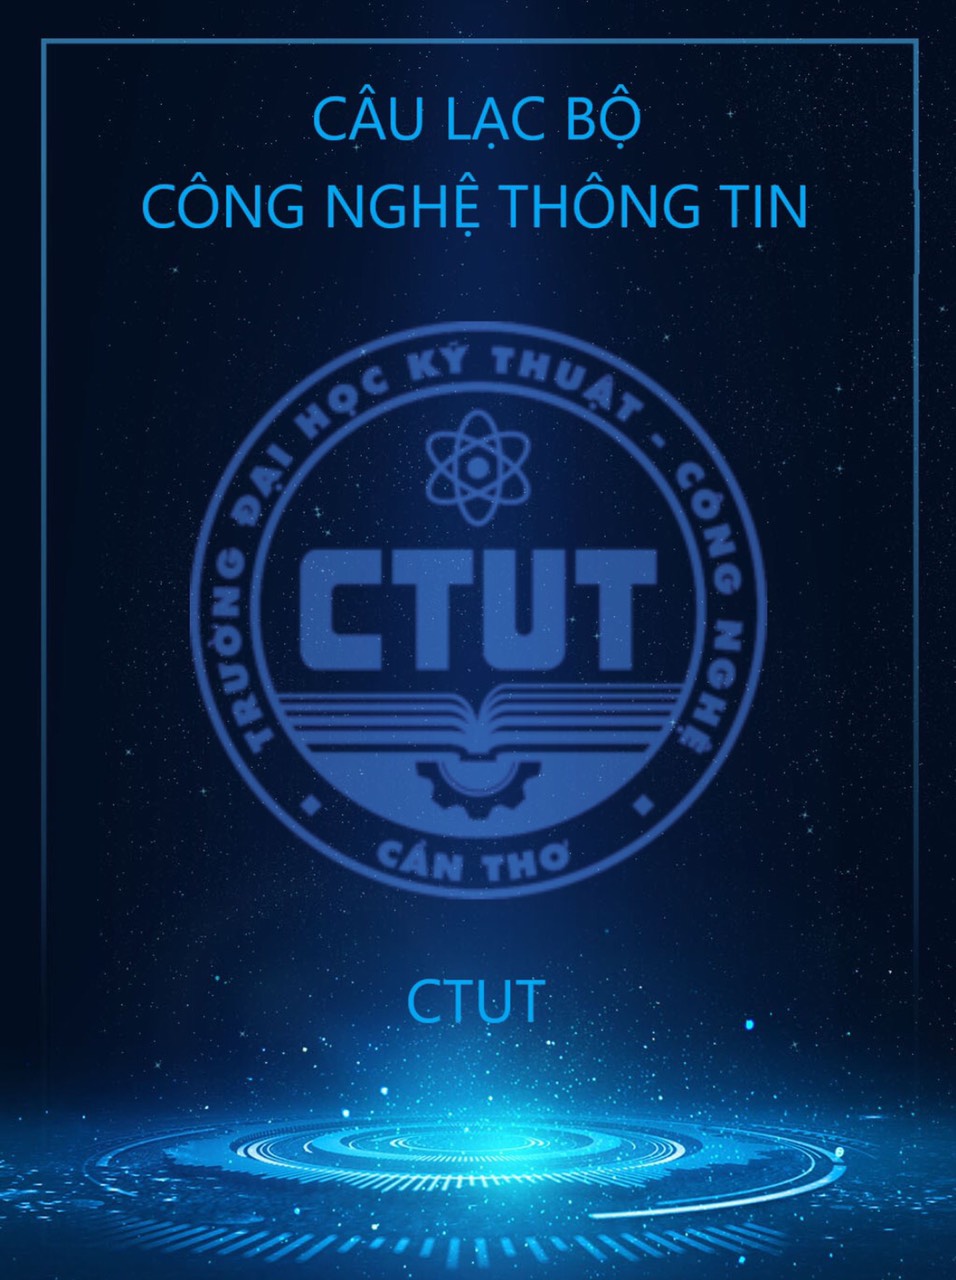 CÂU LẠC BỘ
CÔNG NGHỆ THÔNG TIN
TRƯỜNG ĐẠI HỌC KỸ THUẬT - CÔNG NGHỆ
CTUT
CẦN THƠ
CTUT